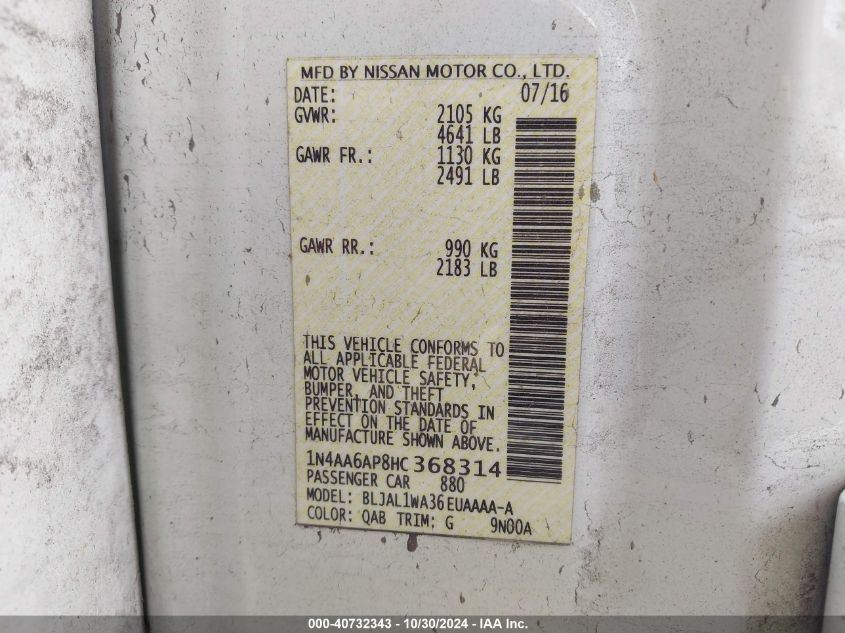 MFD BY NISSAN MOTOR CO., LTD.
DATE: 07/16
GVWR: 2105 KG
4641 LB
GAWR FR.: 1130 KG
2491 LB
GAWR RR.: 990 KG
2183 LB
THIS VEHICLE CONFORMS TO
ALL APPLICABLE FEDERAL
MOTOR VEHICLE SAFETY,
BUMPER, AND THEFT
PREVENTION STANDARDS IN
EFFECT ON THE DATE OF
MANUFACTURE SHOWN ABOVE.
1N4AA6AP8HC368314
PASSENGER CAR 880
MODEL: BLJAL1WA36EUAAAA-A
COLOR: QAB TRIM: G 9N00A
000-40732343 - 10/30/2024 - IAA Inc.